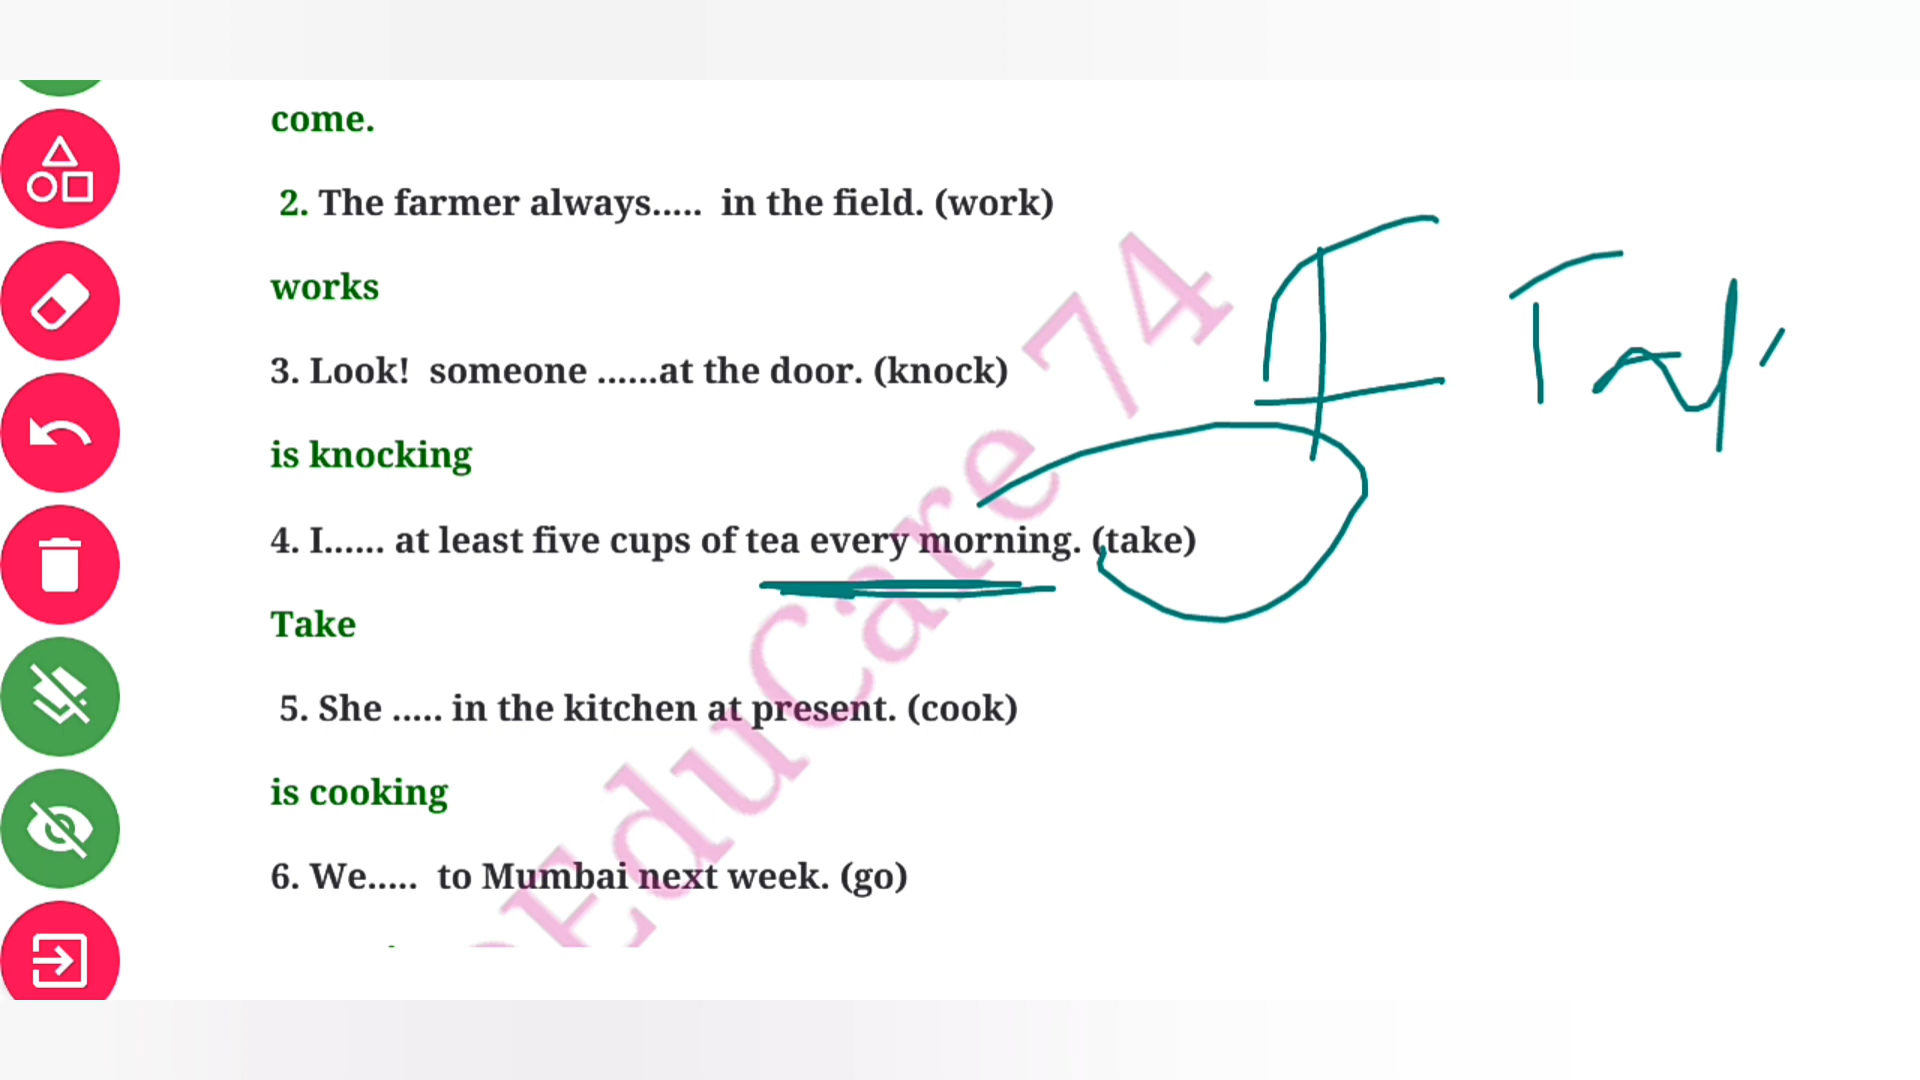 come.
2. The farmer always..... in the field. (work)
works
3. Look! someone ......at the door. (knock)
is knocking
4. I...... at least five cups of tea every morning. (take)
Take
5. She ..... in the kitchen at present. (cook)
is cooking
6. We..... to Mumbai next week. (go)
EduCare 74
I